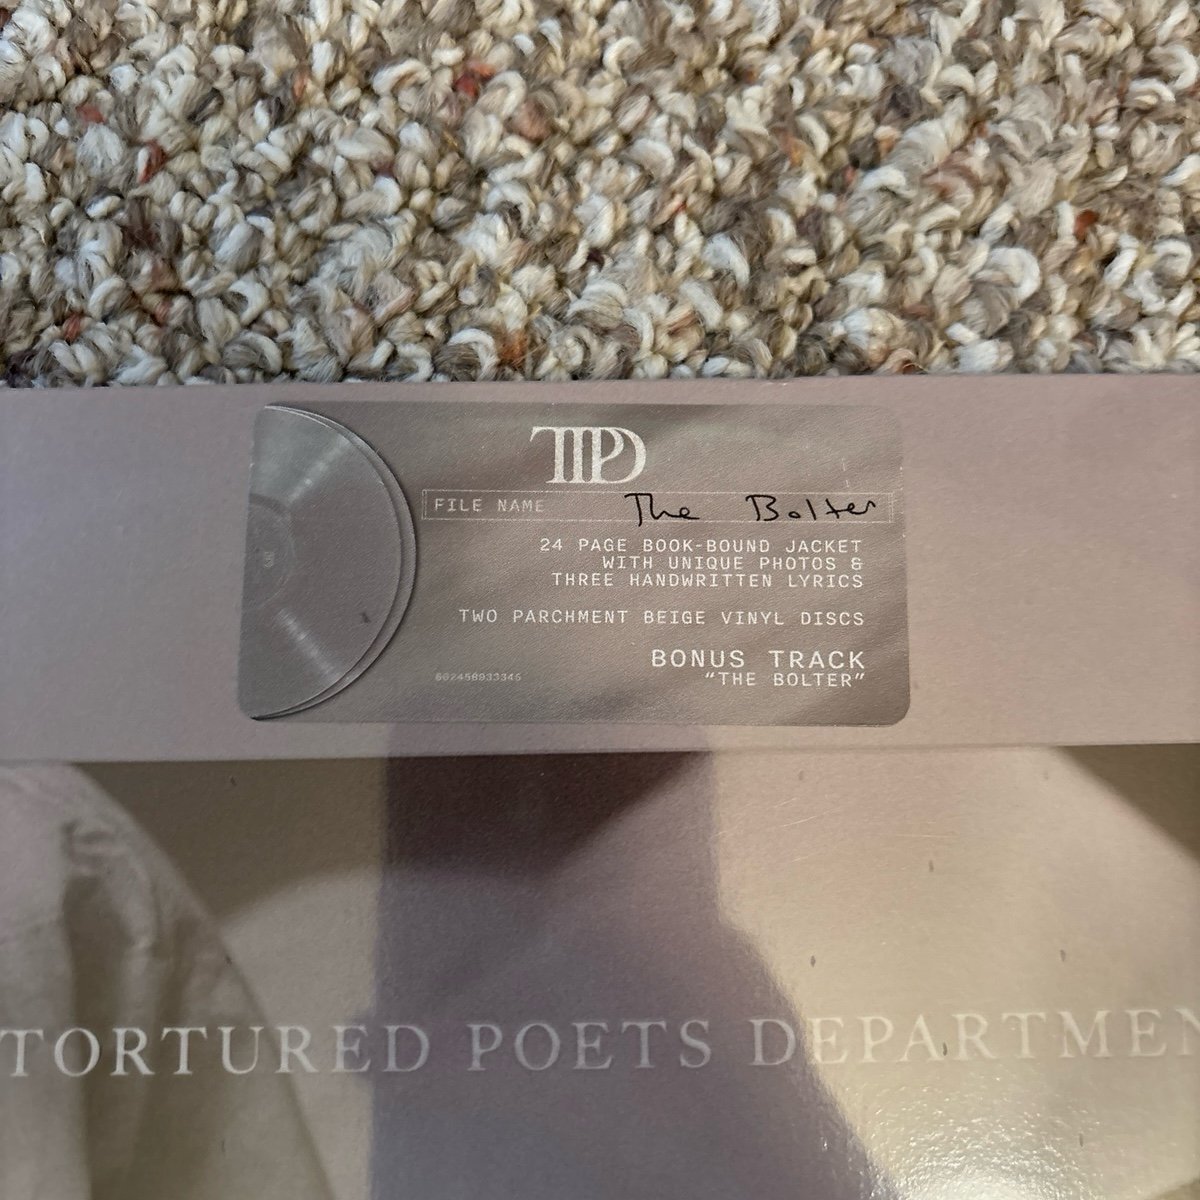 TTPD
FILE NAME The Bolter
24 PAGE BOOK-BOUND JACKET
WITH UNIQUE PHOTOS &
THREE HANDWRITTEN LYRICS
TWO PARCHMENT BEIGE VINYL DISCS
BONUS TRACK
"THE BOLTER"
602458933345
TORTURED POETS DEPARTMEN